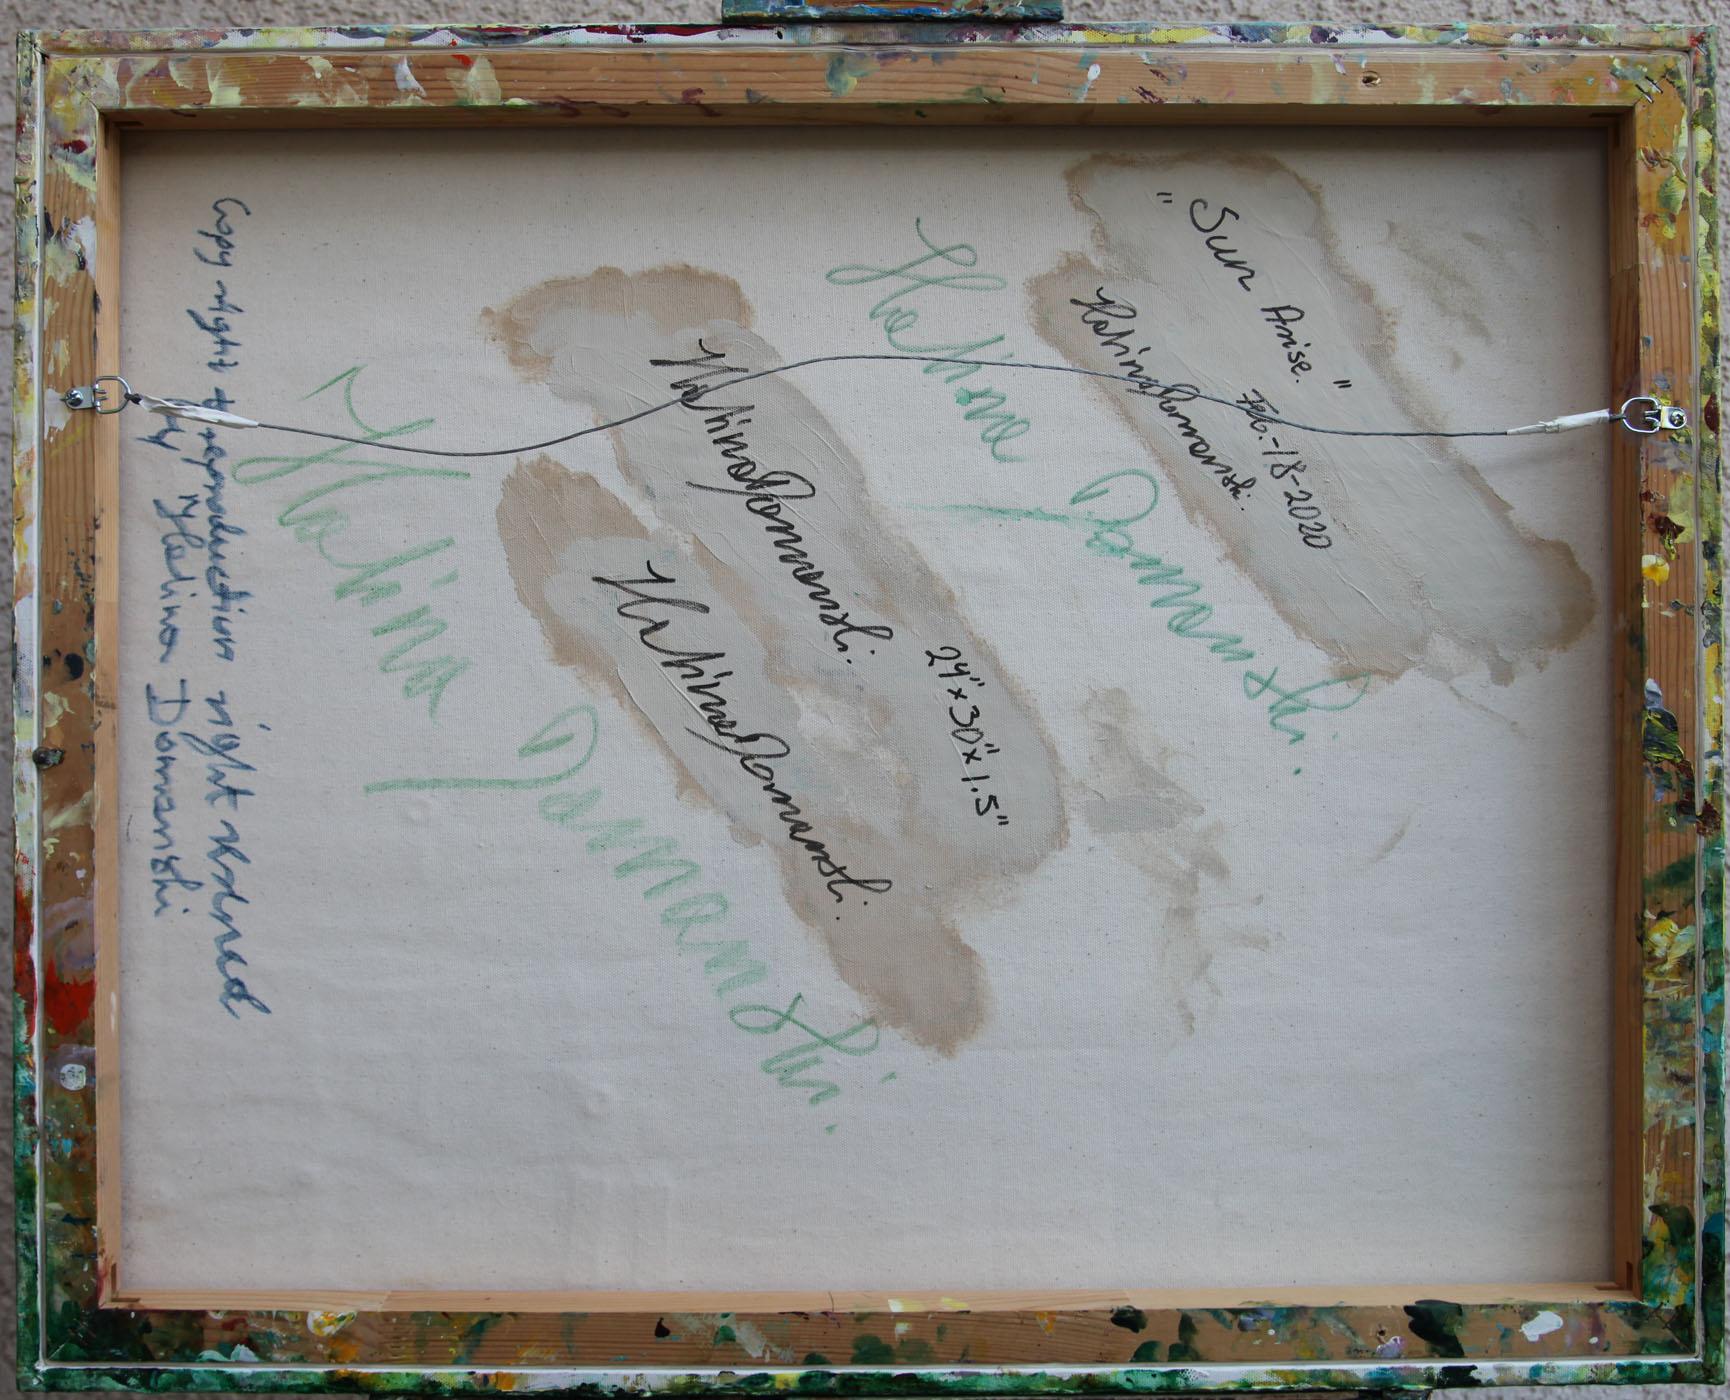 "Sun Arise."
Feb.-18-2020
Halina Domanski.
Halina Domanski.
24"x30"x1.5"
Halina Domanski.
Halina Domanski.
Halina Domanski.
Copy right + reproduction right reserved
by Halina Domanski